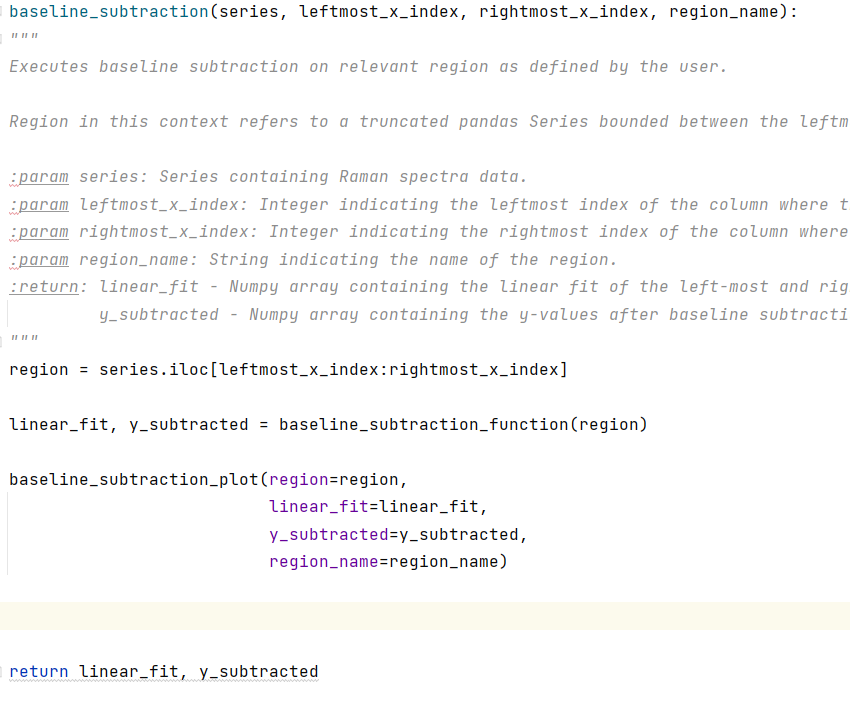 baseline_subtraction(series, leftmost_x_index, rightmost_x_index, region_name):
"""
Executes baseline subtraction on relevant region as defined by the user.
Region in this context refers to a truncated pandas Series bounded between the leftm
:param series: Series containing Raman spectra data.
:param leftmost_x_index: Integer indicating the leftmost index of the column where t
:param rightmost_x_index: Integer indicating the rightmost index of the column where
:param region_name: String indicating the name of the region.
:return: linear_fit - Numpy array containing the linear fit of the left-most and rig
y_subtracted - Numpy array containing the y-values after baseline subtracti
"""
region = series.iloc[leftmost_x_index:rightmost_x_index]
linear_fit, y_subtracted = baseline_subtraction_function(region)
baseline_subtraction_plot(region=region,
linear_fit=linear_fit,
y_subtracted=y_subtracted,
region_name=region_name)
return linear_fit, y_subtracted